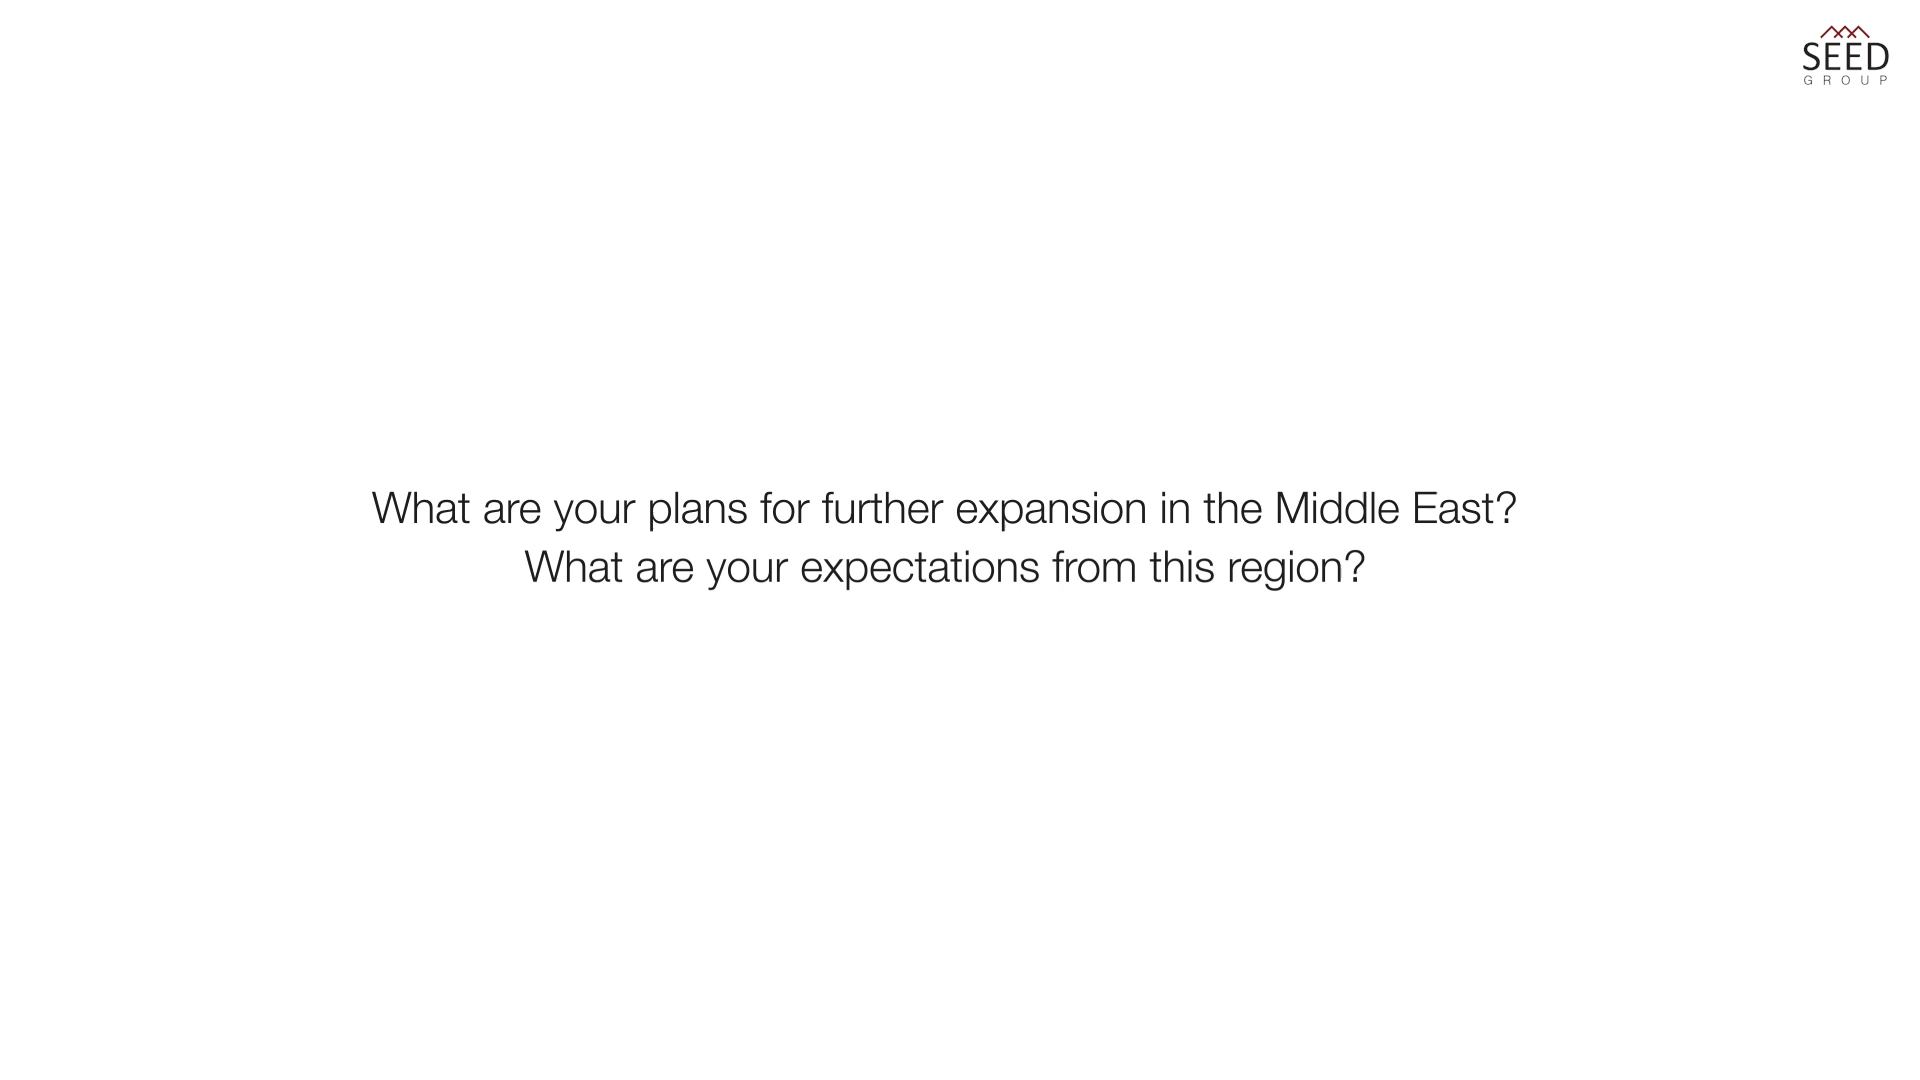 SEED
GROUP
What are your plans for further expansion in the Middle East?
What are your expectations from this region?